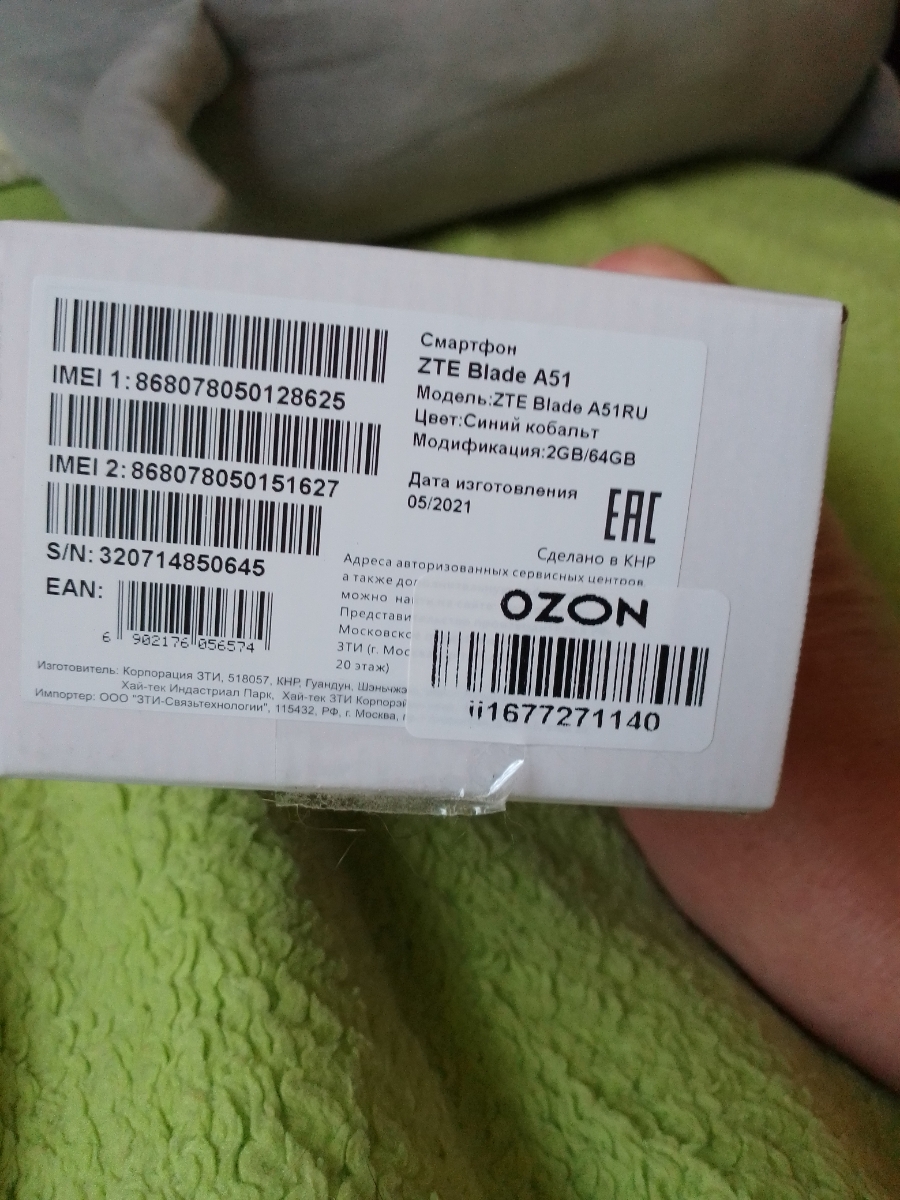 IMEI 1: 868078050128625
IMEI 2: 868078050151627
S/N: 320714850645
EAN:
6 902176 056574
Смартфон
ZTE Blade A51
Модель:ZTE Blade A51RU
Цвет:Синий кобальт
Модификация:2GB/64GB
Дата изготовления
05/2021
EAC
Сделано в КНР
Адреса авторизованных сервисных центров,
а также
можно
Представи
Московско
ЗТИ (г. Мос
20 этаж)
Изготовитель: Корпорация ЗТИ, 518057, КНР, Гуандун, Шэньчжэ
Хай-тек Индастриал Парк, Хай-тек ЗТИ Корпорэй
Импортер: ООО "ЗТИ-Связьтехнологии", 115432, РФ, г. Москва,
OZON
ii1677271140